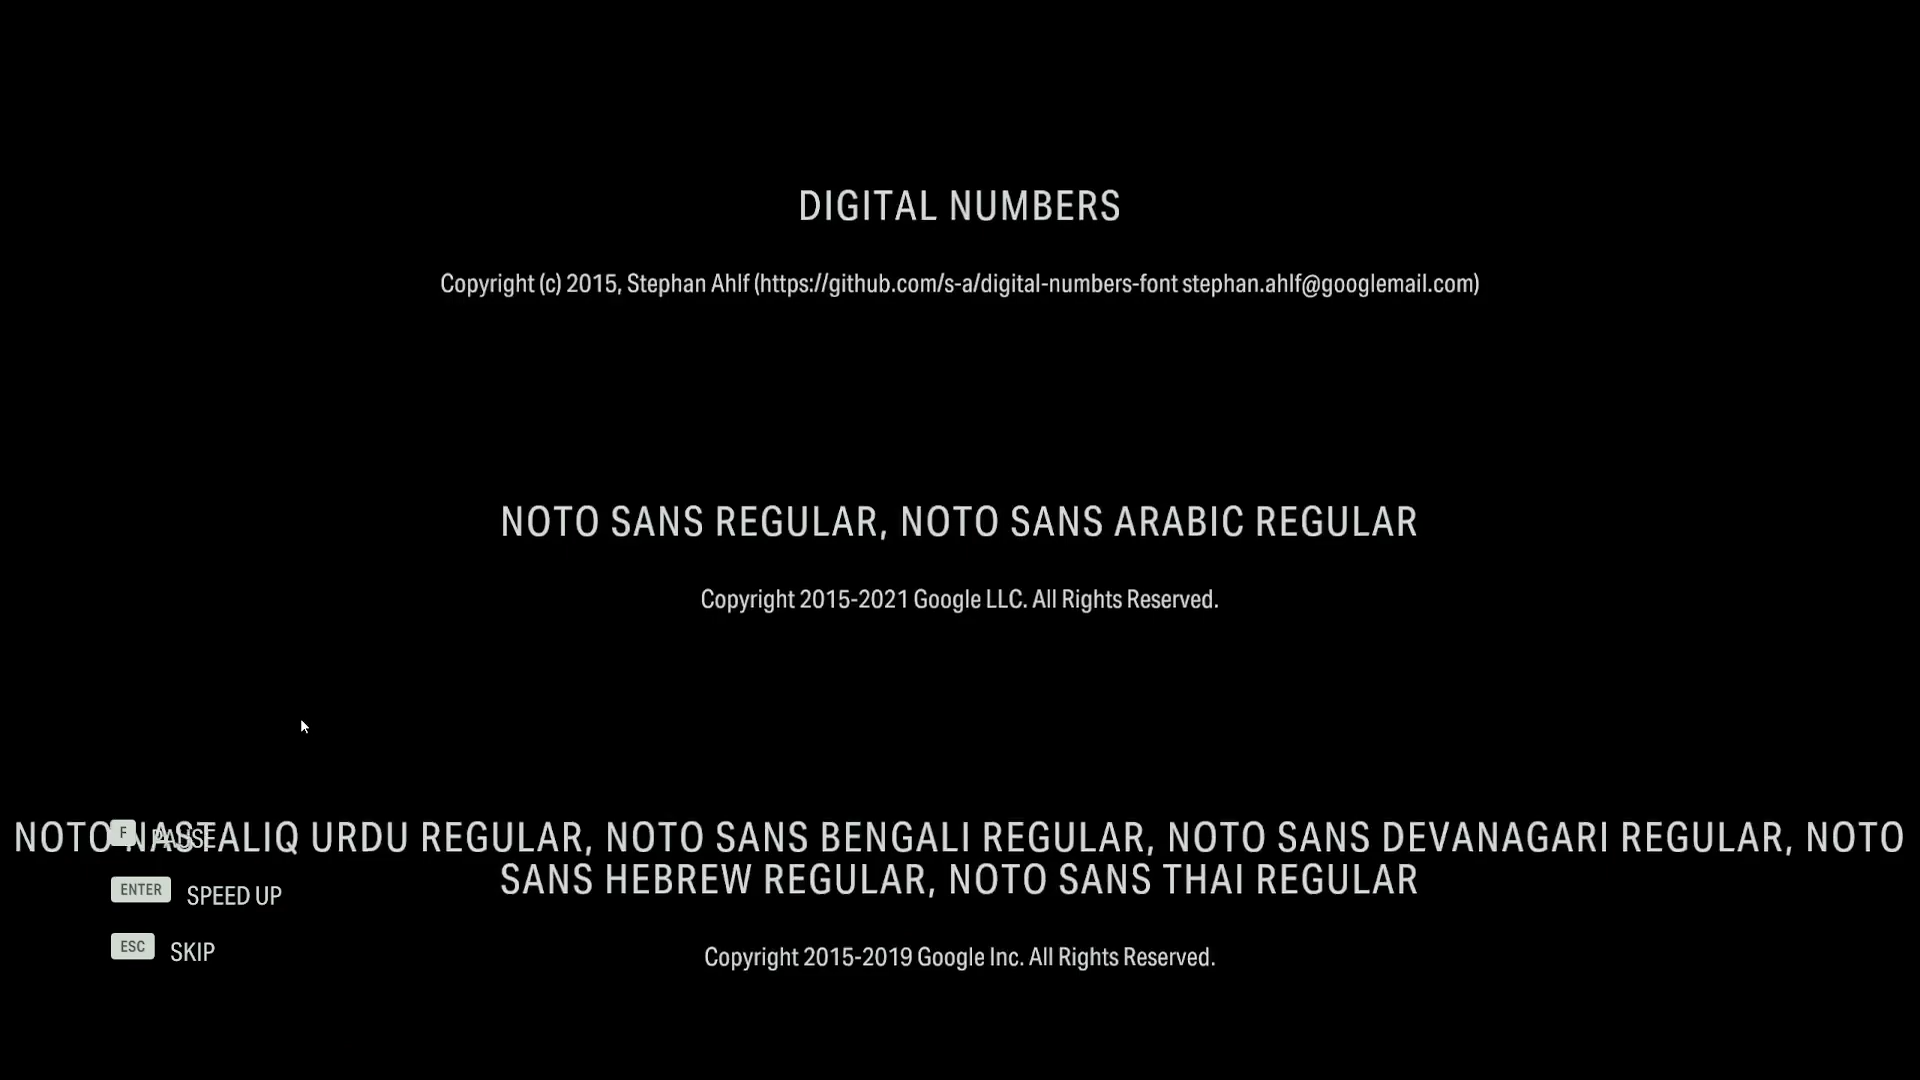 DIGITAL NUMBERS
Copyright (c) 2015, Stephan Ahlf (https://github.com/s-a/digital-numbers-font stephan.ahlf@googlemail.com)
NOTO SANS REGULAR, NOTO SANS ARABIC REGULAR
Copyright 2015-2021 Google LLC. All Rights Reserved.
NOTO NASTALIQ URDU REGULAR, NOTO SANS BENGALI REGULAR, NOTO SANS DEVANAGARI REGULAR, NOTO
SANS HEBREW REGULAR, NOTO SANS THAI REGULAR
Copyright 2015-2019 Google Inc. All Rights Reserved.
F PAUSE
ENTER SPEED UP
ESC SKIP